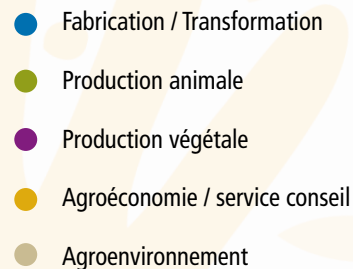 Fabrication / Transformation
Production animale
Production végétale
Agroéconomie / service conseil
Agroenvironnement